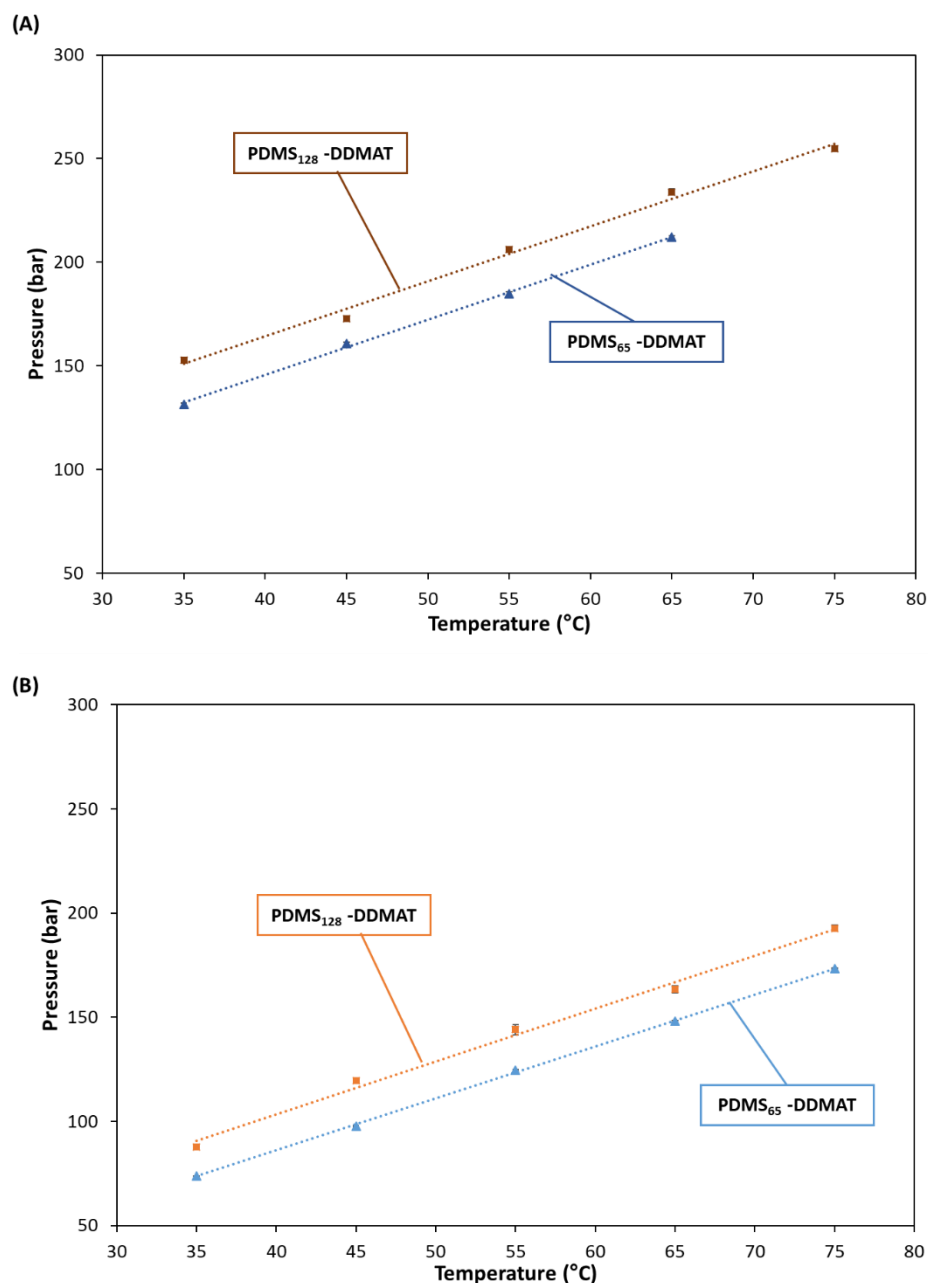 (A)
300
250
200
150
100
50
Pressure (bar)
PDMS₁₂₈ -DDMAT
PDMS₆₅ -DDMAT
30 35 40 45 50 55 60 65 70 75 80
Temperature (°C)
(B)
300
250
200
150
100
50
Pressure (bar)
PDMS₁₂₈ -DDMAT
PDMS₆₅ -DDMAT
30 35 40 45 50 55 60 65 70 75 80
Temperature (°C)